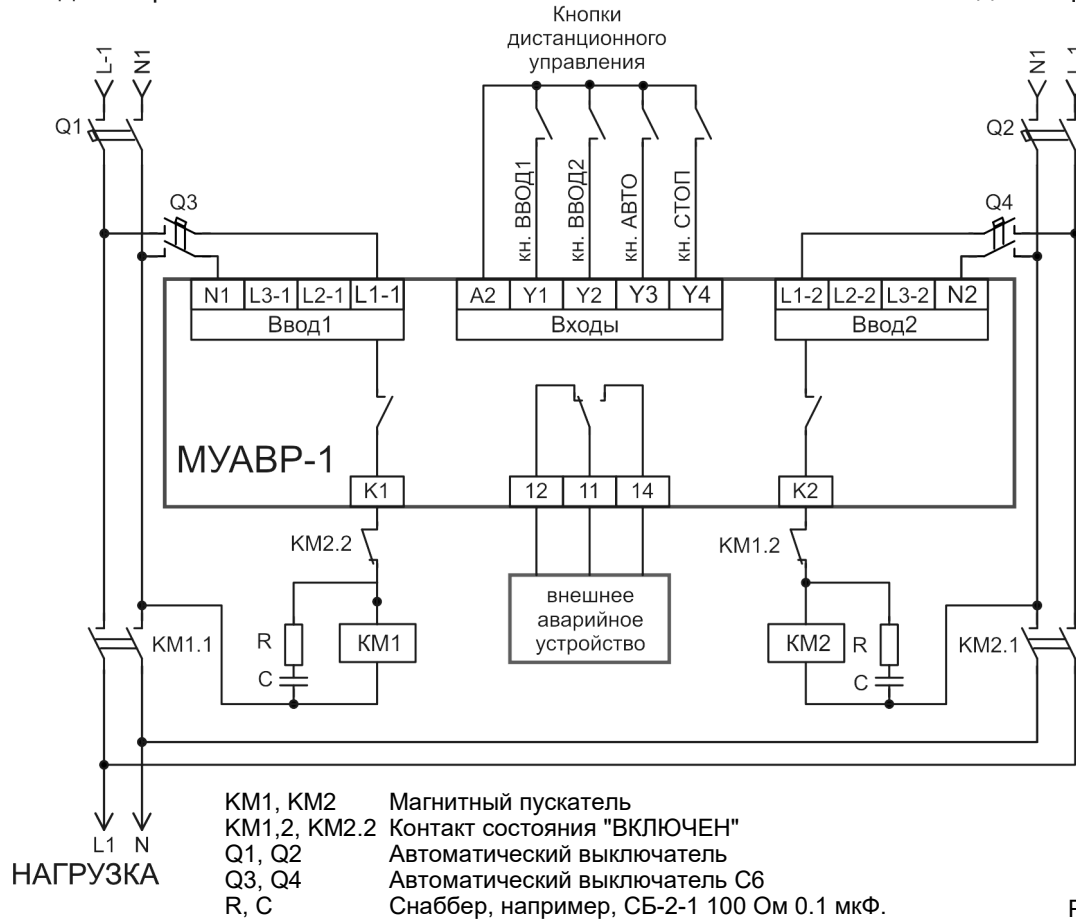 Кнопки
дистанционного
управления
L-1
N1
N1
Q1
Q2
Q3
Q4
кн. ВВОД1
кн. ВВОД2
кн. АВТО
кн. СТОП
N1 L3-1 L2-1 L1-1
A2 Y1 Y2 Y3 Y4
L1-2 L2-2 L3-2 N2
Ввод1
Входы
Ввод2
МУАВР-1
K1
12 11 14
K2
KM2.2
KM1.2
внешнее
аварийное
устройство
KM1.1
R
C
KM1
KM2
R
C
KM2.1
L1 N
НАГРУЗКА
KM1, KM2 Магнитный пускатель
KM1,2, KM2.2 Контакт состояния "ВКЛЮЧЕН"
Q1, Q2 Автоматический выключатель
Q3, Q4 Автоматический выключатель С6
R, C Снаббер, например, СБ-2-1 100 Ом 0.1 мкФ.